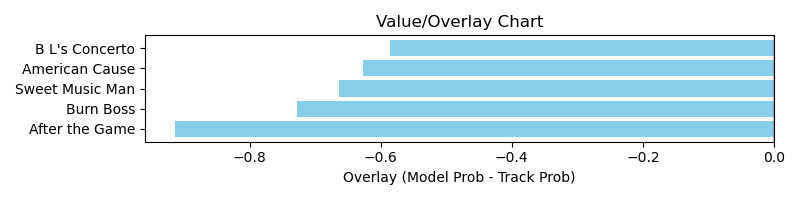 Value/Overlay Chart
B L's Concerto
American Cause
Sweet Music Man
Burn Boss
After the Game
−0.8 −0.6 −0.4 −0.2 0.0
Overlay (Model Prob - Track Prob)